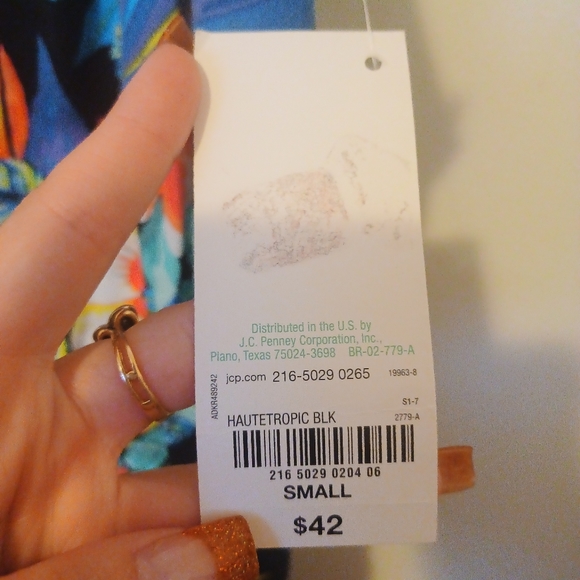 Distributed in the U.S. by
J.C. Penney Corporation, Inc.,
Plano, Texas 75024-3698 BR-02-779-A
jcp.com 216-5029 0265 19963-8
ADKR489242
S1-7
HAUTETROPIC BLK 2779-A
216 5029 0204 06
SMALL
$42